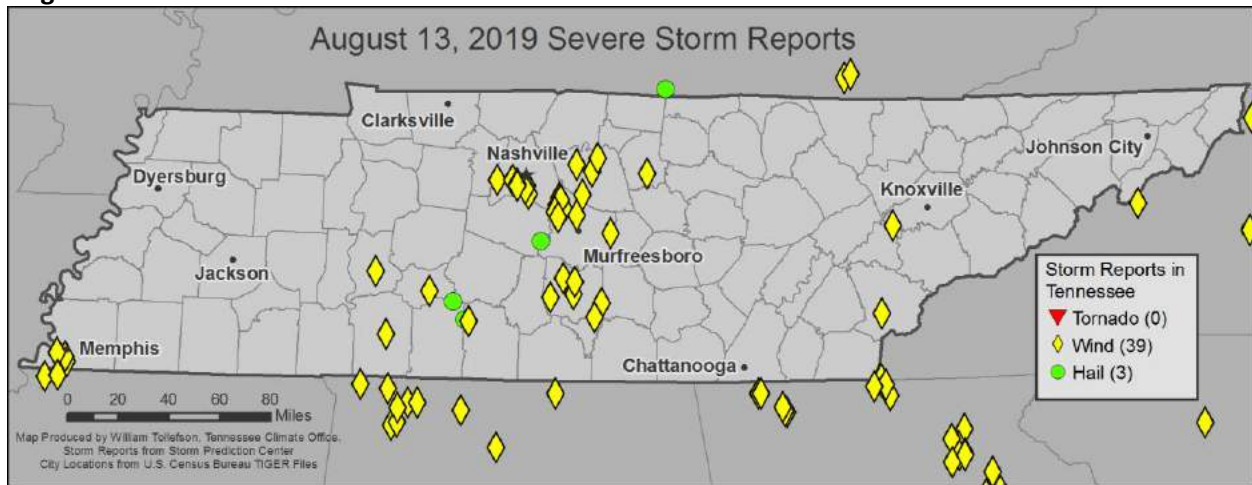 August 13, 2019 Severe Storm Reports
Clarksville
Nashville
Johnson City
Dyersburg
Knoxville
Murfreesboro
Jackson
Storm Reports in
Tennessee
Tornado (0)
Wind (39)
Hail (3)
Memphis
Chattanooga
0 20 40 60 80
Miles
Map Produced by William Tollefson, Tennessee Climate Office.
Storm Reports from Storm Prediction Center
City Locations from U.S. Census Bureau TIGER Files